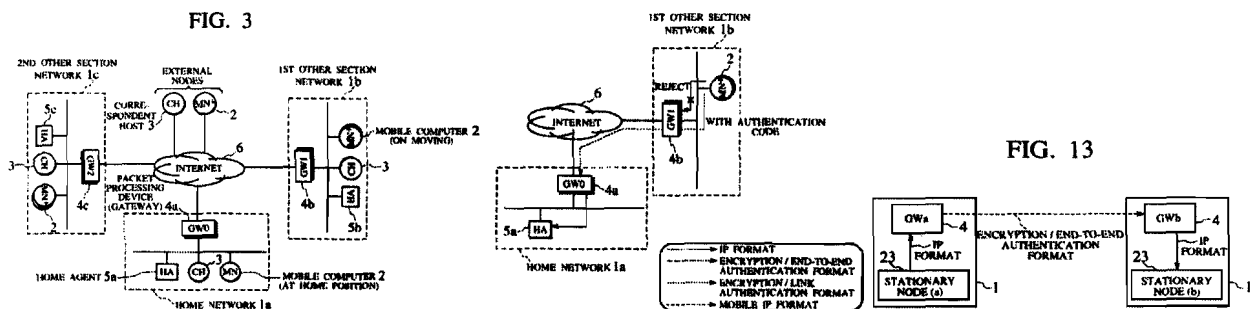 FIG. 3
2ND OTHER SECTION
NETWORK 1c
EXTERNAL
NODES
1ST OTHER SECTION
NETWORK 1b
CORRE-
SPONDENT
HOST
3
CH
MN
2
5c
HA
3
CH
MN
2
GW2
4c
6
INTERNET
PACKET
PROCESSING
DEVICE
(GATEWAY)
4a
GW0
GW1
4b
MN
MOBILE COMPUTER 2
(ON MOVING)
CH
3
5b
HOME AGENT 5a
HA
CH
3
MN
MOBILE COMPUTER 2
(AT HOME POSITION)
HOME NETWORK 1a
1ST OTHER SECTION
NETWORK 1b
2
MN
REJECT
6
INTERNET
GW1
4b
WITH AUTHENTICATION
CODE
GW0
4a
5a
HA
HOME NETWORK 1a
IP FORMAT
ENCRYPTION / END-TO-END
AUTHENTICATION FORMAT
ENCRYPTION / LINK
AUTHENTICATION FORMAT
MOBILE IP FORMAT
FIG. 13
GWa
4
IP
FORMAT
23
STATIONARY
NODE (a)
1
ENCRYPTION / END-TO-END
AUTHENTICATION
FORMAT
GWb
4
IP
FORMAT
23
STATIONARY
NODE (b)
1